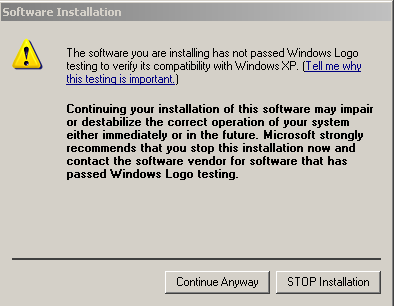 Software Installation
The software you are installing has not passed Windows Logo
testing to verify its compatibility with Windows XP. (Tell me why
this testing is important.)
Continuing your installation of this software may impair
or destabilize the correct operation of your system
either immediately or in the future. Microsoft strongly
recommends that you stop this installation now and
contact the software vendor for software that has
passed Windows Logo testing.
Continue Anyway
STOP Installation